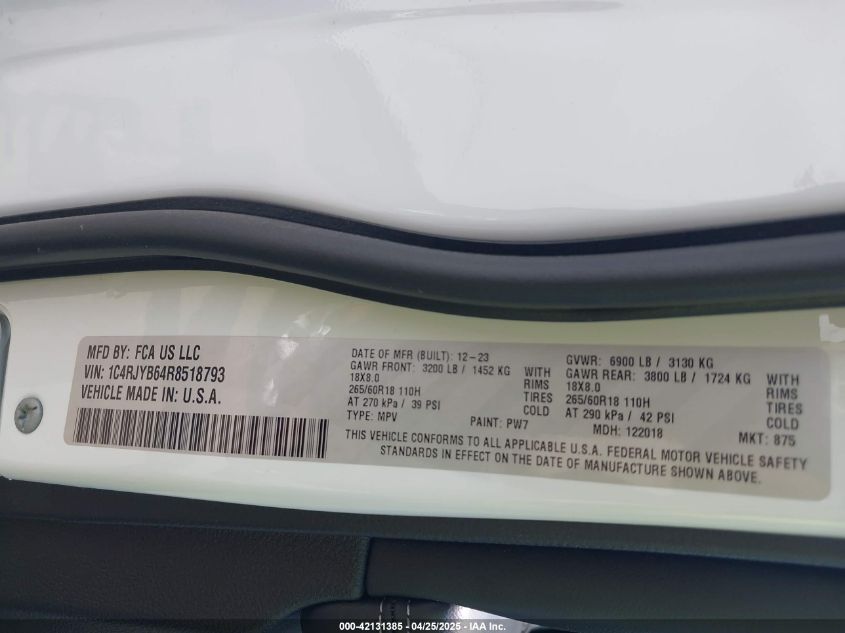 MFD BY: FCA US LLC
VIN: 1C4RJYB64R8518793
VEHICLE MADE IN: U.S.A.
DATE OF MFR (BUILT): 12-23
GAWR FRONT: 3200 LB / 1452 KG WITH
18X8.0 RIMS
265/60R18 110H TIRES
AT 270 kPa / 39 PSI COLD
TYPE: MPV PAINT: PW7
GVWR: 6900 LB / 3130 KG
GAWR REAR: 3800 LB / 1724 KG WITH
18X8.0 RIMS
265/60R18 110H TIRES
AT 290 kPa / 42 PSI COLD
MDH: 122018 MKT: 875
THIS VEHICLE CONFORMS TO ALL APPLICABLE U.S.A. FEDERAL MOTOR VEHICLE SAFETY
STANDARDS IN EFFECT ON THE DATE OF MANUFACTURE SHOWN ABOVE.
000-42131385 - 04/25/2025 - IAA Inc.